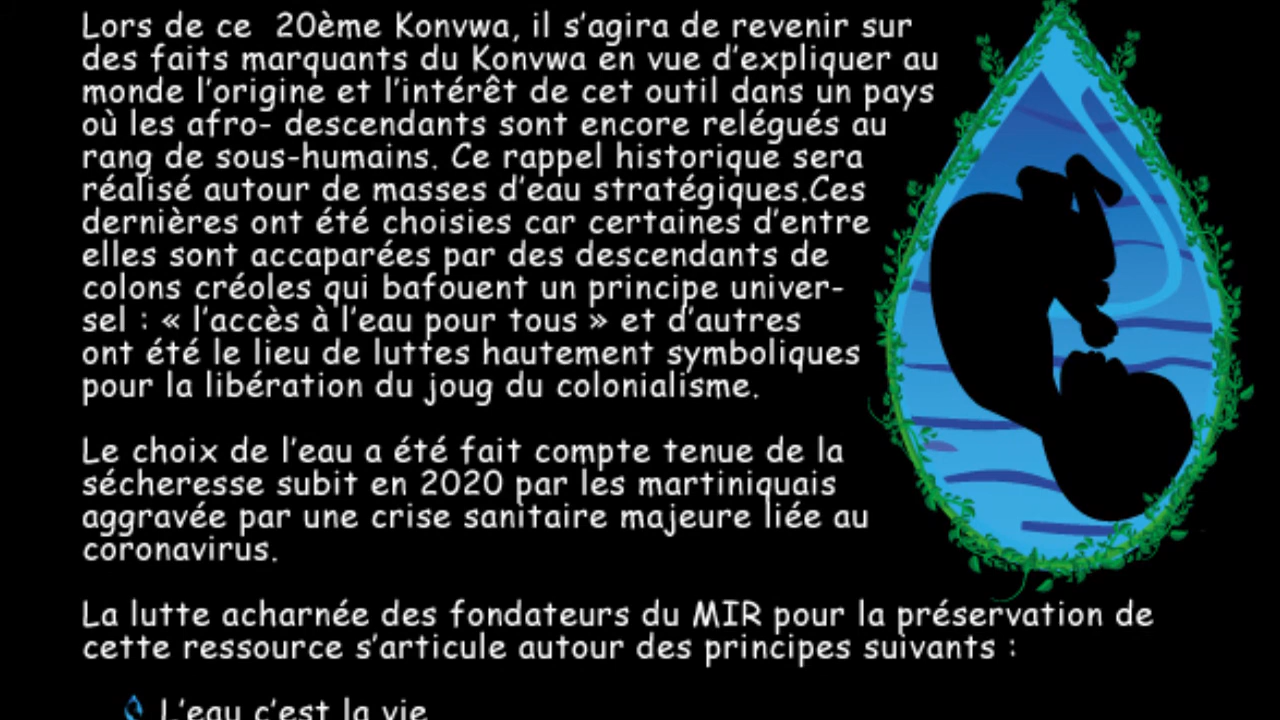 Lors de ce 20ème Konvwa, il s’agira de revenir sur
des faits marquants du Konvwa en vue d’expliquer au
monde l’origine et l’intérêt de cet outil dans un pays
où les afro- descendants sont encore relégués au
rang de sous-humains. Ce rappel historique sera
réalisé autour de masses d’eau stratégiques.Ces
dernières ont été choisies car certaines d’entre
elles sont accaparées par des descendants de
colons créoles qui bafouent un principe univer-
sel : « l’accès à l’eau pour tous » et d’autres
ont été le lieu de luttes hautement symboliques
pour la libération du joug du colonialisme.
Le choix de l’eau a été fait compte tenue de la
sécheresse subit en 2020 par les martiniquais
aggravée par une crise sanitaire majeure liée au
coronavirus.
La lutte acharnée des fondateurs du MIR pour la préservation de
cette ressource s’articule autour des principes suivants :
L’eau c’est la vie